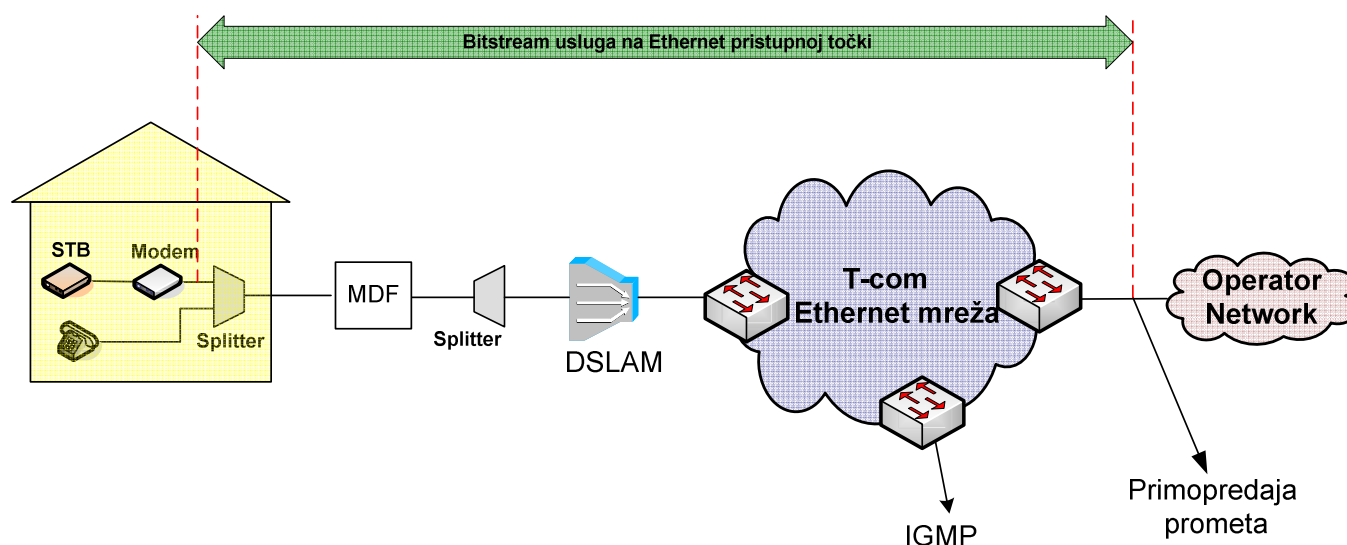 Bitstream usluga na Ethernet pristupnoj točki
STB
Modem
Splitter
MDF
Splitter
DSLAM
T-com
Ethernet mreža
Operator
Network
IGMP
Primopredaja
prometa